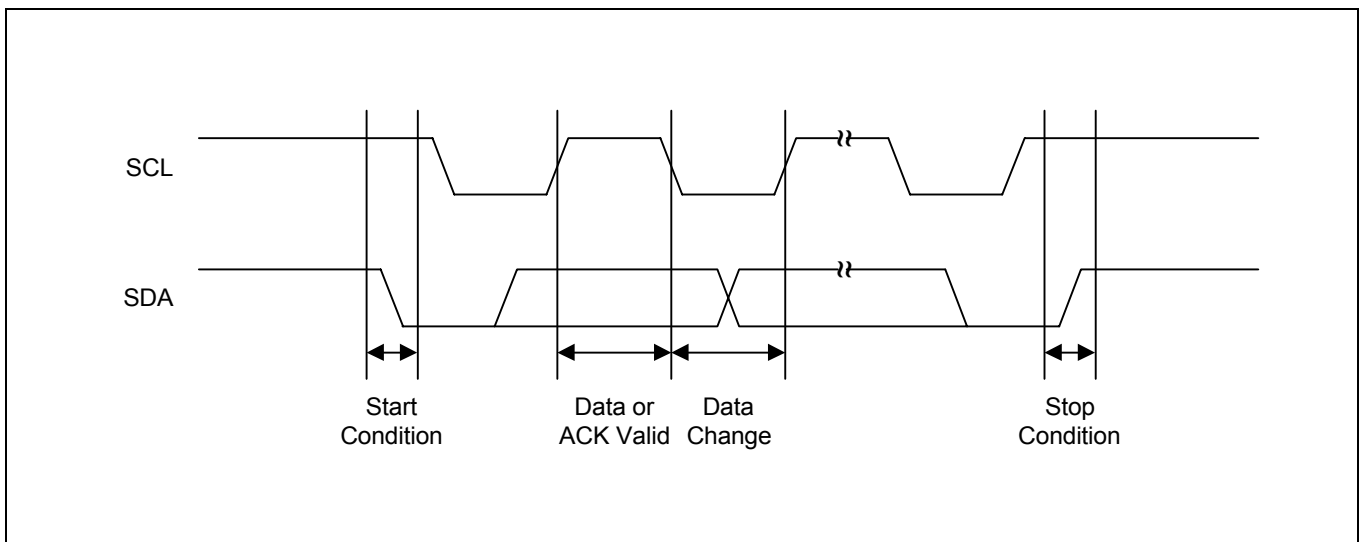 SCL
SDA
Start
Condition
Data or
ACK Valid
Data
Change
Stop
Condition